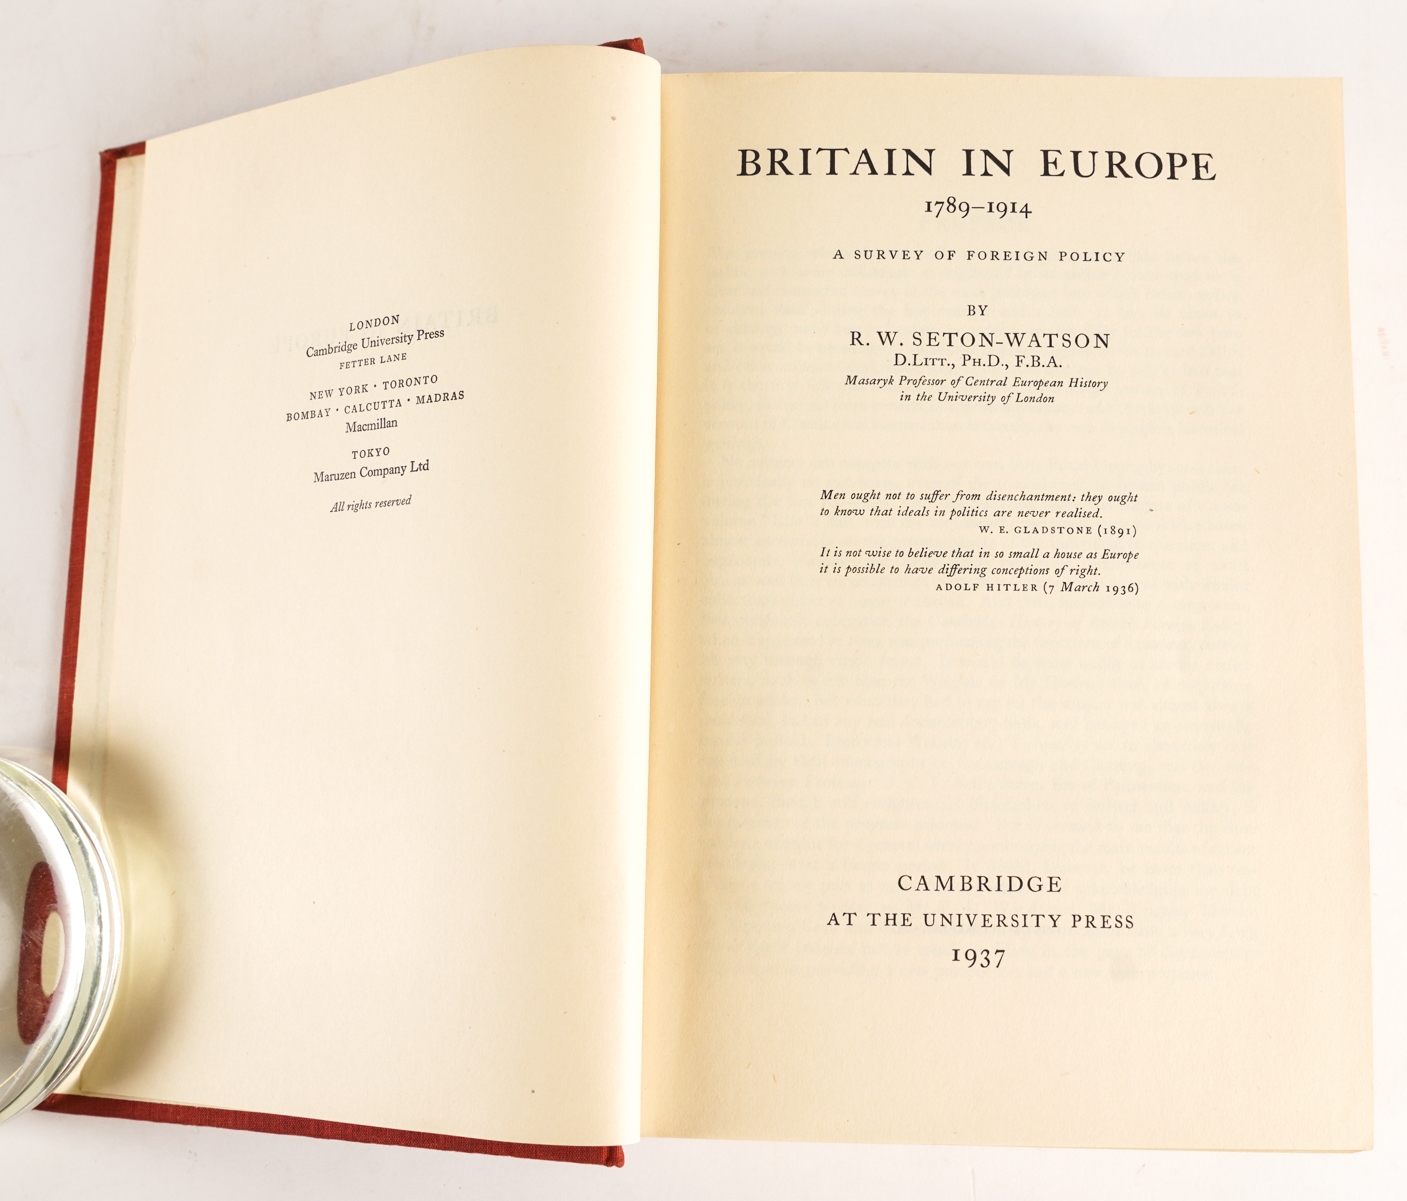 LONDON
Cambridge University Press
FETTER LANE
NEW YORK · TORONTO
BOMBAY · CALCUTTA · MADRAS
Macmillan
TOKYO
Maruzen Company Ltd
All rights reserved
BRITAIN IN EUROPE
1789–1914
A SURVEY OF FOREIGN POLICY
BY
R. W. SETON-WATSON
D.LITT., PH.D., F.B.A.
Masaryk Professor of Central European History
in the University of London
Men ought not to suffer from disenchantment: they ought
to know that ideals in politics are never realised.
W. E. GLADSTONE (1891)
It is not wise to believe that in so small a house as Europe
it is possible to have differing conceptions of right.
ADOLF HITLER (7 March 1936)
CAMBRIDGE
AT THE UNIVERSITY PRESS
1937